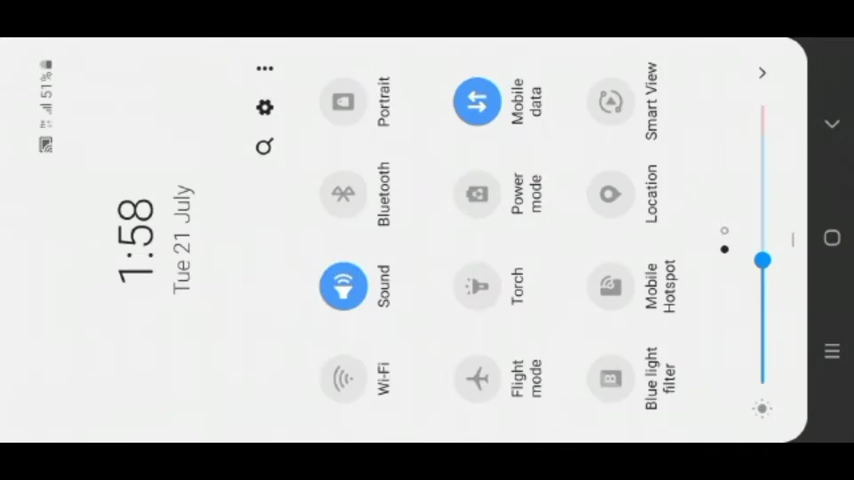 51%
1:58
Tue 21 July
Wi-Fi
Sound
Bluetooth
Portrait
Flight
mode
Torch
Power
mode
Mobile
data
Blue light
filter
Mobile
Hotspot
Location
Smart View